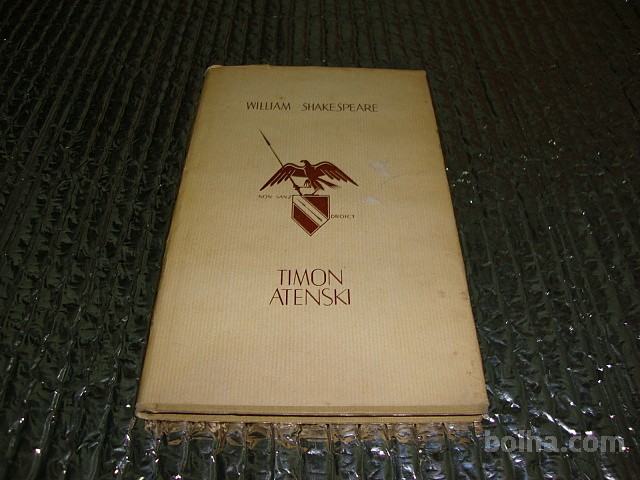 WILLIAM SHAKESPEARE
NON SANZ
DROICT
TIMON
ATENSKI
bolha.com